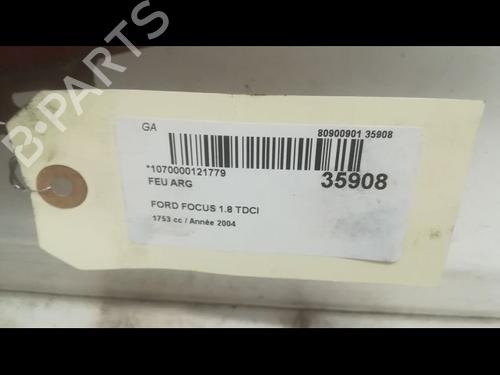 B-PARTS
GA
80900901 35908
*1070000121779
35908
FEU ARG
FORD FOCUS 1.8 TDCI
1753 cc / Année 2004